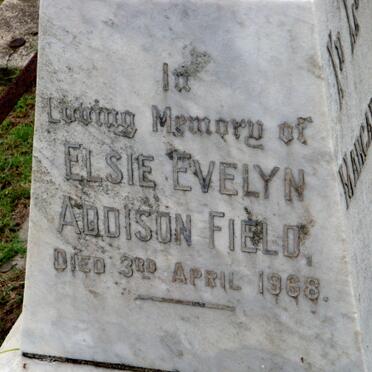 In
Loving Memory of
ELSIE EVELYN
ADDISON FIELD,
DIED 3RD APRIL 1968.